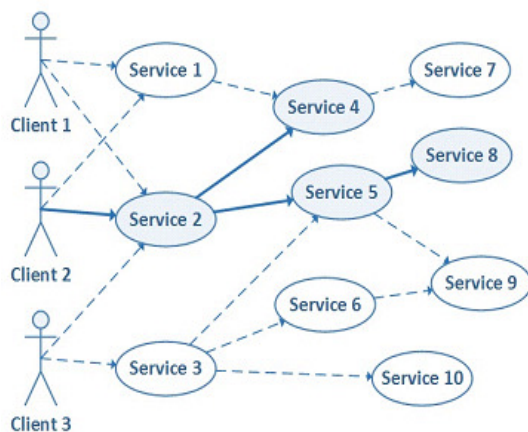 Service 1
Service 7
Client 1
Service 4
Service 8
Service 5
Service 2
Client 2
Service 9
Service 6
Service 3
Service 10
Client 3